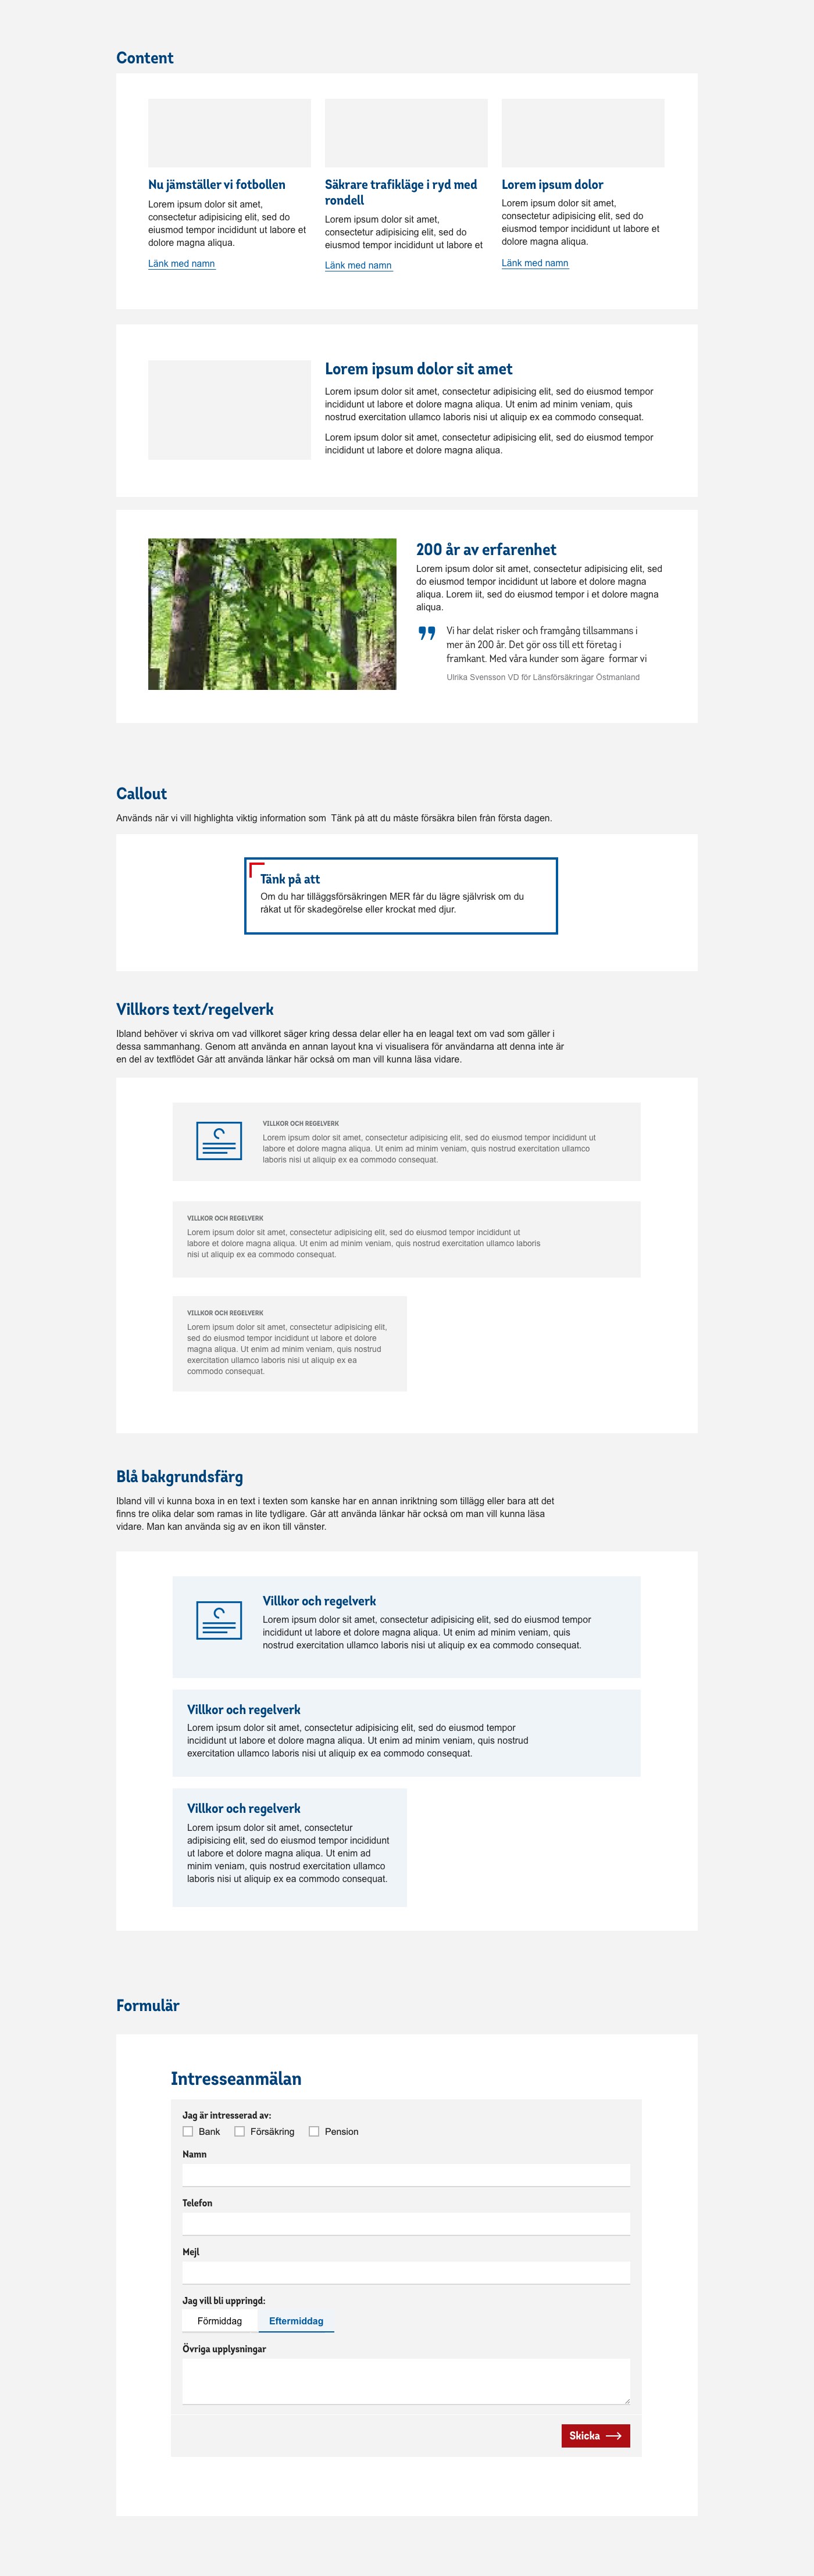 Content
Nu jämställer vi fotbollen
Lorem ipsum dolor sit amet,
consectetur adipisicing elit, sed do
eiusmod tempor incididunt ut labore et
dolore magna aliqua.
Länk med namn
Säkrare trafikläge i ryd med
rondell
Lorem ipsum dolor sit amet,
consectetur adipisicing elit, sed do
eiusmod tempor incididunt ut labore et
Länk med namn
Lorem ipsum dolor
Lorem ipsum dolor sit amet,
consectetur adipisicing elit, sed do
eiusmod tempor incididunt ut labore et
dolore magna aliqua.
Länk med namn
Lorem ipsum dolor sit amet
Lorem ipsum dolor sit amet, consectetur adipisicing elit, sed do eiusmod tempor
incididunt ut labore et dolore magna aliqua. Ut enim ad minim veniam, quis
nostrud exercitation ullamco laboris nisi ut aliquip ex ea commodo consequat.
Lorem ipsum dolor sit amet, consectetur adipisicing elit, sed do eiusmod tempor
incididunt ut labore et dolore magna aliqua.
200 år av erfarenhet
Lorem ipsum dolor sit amet, consectetur adipisicing elit, sed
do eiusmod tempor incididunt ut labore et dolore magna
aliqua. Lorem iit, sed do eiusmod tempor i et dolore magna
aliqua.
Vi har delat risker och framgång tillsammans i
mer än 200 år. Det gör oss till ett företag i
framkant. Med våra kunder som ägare formar vi
Ulrika Svensson VD för Länsförsäkringar Östmanland
Callout
Används när vi vill highlighta viktig information som Tänk på att du måste försäkra bilen från första dagen.
Tänk på att
Om du har tilläggsförsäkringen MER får du lägre självrisk om du
råkat ut för skadegörelse eller krockat med djur.
Villkors text/regelverk
Ibland behöver vi skriva om vad villkoret säger kring dessa delar eller ha en leagal text om vad som gäller i
dessa sammanhang. Genom att använda en annan layout kna vi visualisera för användarna att denna inte är
en del av textflödet Går att använda länkar här också om man vill kunna läsa vidare.
VILLKOR OCH REGELVERK
Lorem ipsum dolor sit amet, consectetur adipisicing elit, sed do eiusmod tempor incididunt ut
labore et dolore magna aliqua. Ut enim ad minim veniam, quis nostrud exercitation ullamco
laboris nisi ut aliquip ex ea commodo consequat.
VILLKOR OCH REGELVERK
Lorem ipsum dolor sit amet, consectetur adipisicing elit, sed do eiusmod tempor incididunt ut
labore et dolore magna aliqua. Ut enim ad minim veniam, quis nostrud exercitation ullamco laboris
nisi ut aliquip ex ea commodo consequat.
VILLKOR OCH REGELVERK
Lorem ipsum dolor sit amet, consectetur adipisicing elit,
sed do eiusmod tempor incididunt ut labore et dolore
magna aliqua. Ut enim ad minim veniam, quis nostrud
exercitation ullamco laboris nisi ut aliquip ex ea
commodo consequat.
Blå bakgrundsfärg
Ibland vill vi kunna boxa in en text i texten som kanske har en annan inriktning som tillägg eller bara att det
finns tre olika delar som ramas in lite tydligare. Går att använda länkar här också om man vill kunna läsa
vidare. Man kan använda sig av en ikon till vänster.
Villkor och regelverk
Lorem ipsum dolor sit amet, consectetur adipisicing elit, sed do eiusmod tempor
incididunt ut labore et dolore magna aliqua. Ut enim ad minim veniam, quis
nostrud exercitation ullamco laboris nisi ut aliquip ex ea commodo consequat.
Villkor och regelverk
Lorem ipsum dolor sit amet, consectetur adipisicing elit, sed do eiusmod tempor
incididunt ut labore et dolore magna aliqua. Ut enim ad minim veniam, quis nostrud
exercitation ullamco laboris nisi ut aliquip ex ea commodo consequat.
Villkor och regelverk
Lorem ipsum dolor sit amet, consectetur
adipisicing elit, sed do eiusmod tempor incididunt
ut labore et dolore magna aliqua. Ut enim ad
minim veniam, quis nostrud exercitation ullamco
laboris nisi ut aliquip ex ea commodo consequat.
Formulär
Intresseanmälan
Jag är intresserad av:
Bank Försäkring Pension
Namn
Telefon
Mejl
Jag vill bli uppringd:
Förmiddag Eftermiddag
Övriga upplysningar
Skicka